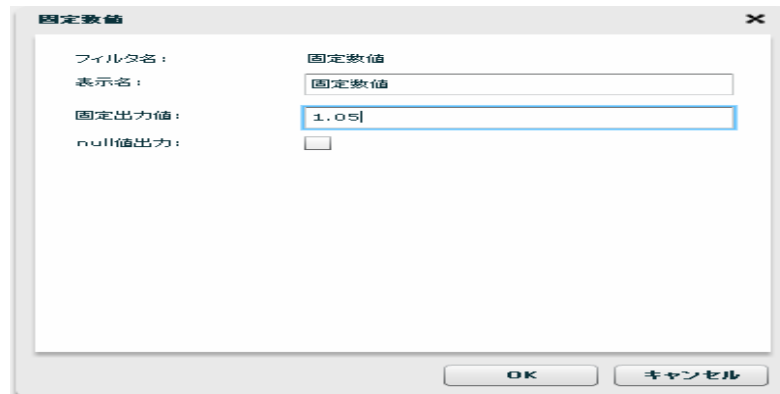 固定数値
フィルタ名： 固定数値
表示名： 固定数値
固定出力値： 1.05
null値出力：
OK キャンセル